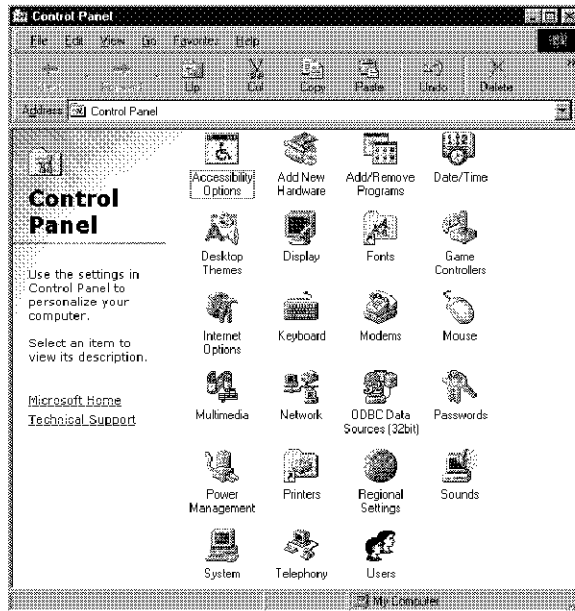 Control Panel
File Edit View Go Favorites Help
Up Cut Copy Paste Undo Delete
Address Control Panel
Control
Panel
Use the settings in
Control Panel to
personalize your
computer.
Select an item to
view its description.
Microsoft Home
Technical Support
Accessibility
Options
Add New
Hardware
Add/Remove
Programs
Date/Time
Desktop
Themes
Display
Fonts
Game
Controllers
Internet
Options
Keyboard
Modems
Mouse
Multimedia
Network
ODBC Data
Sources (32bit)
Passwords
Power
Management
Printers
Regional
Settings
Sounds
System
Telephony
Users
My Computer